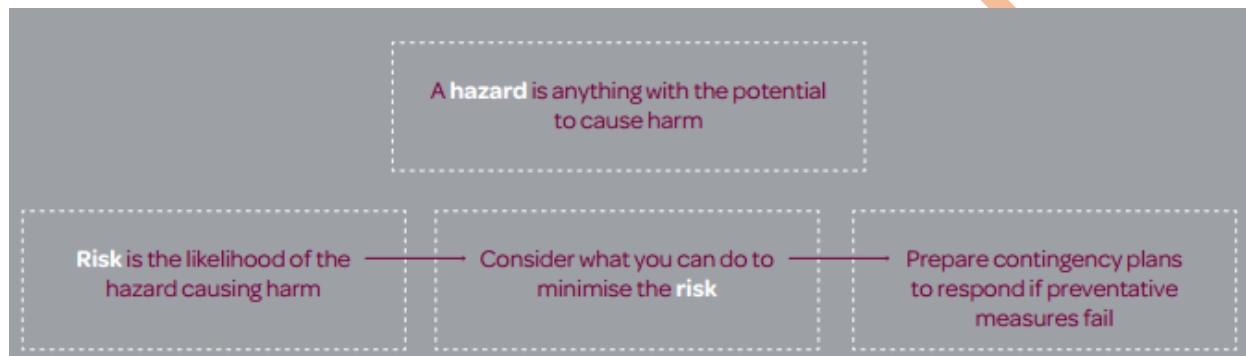 A hazard is anything with the potential
to cause harm
Risk is the likelihood of the
hazard causing harm
Consider what you can do to
minimise the risk
Prepare contingency plans
to respond if preventative
measures fail